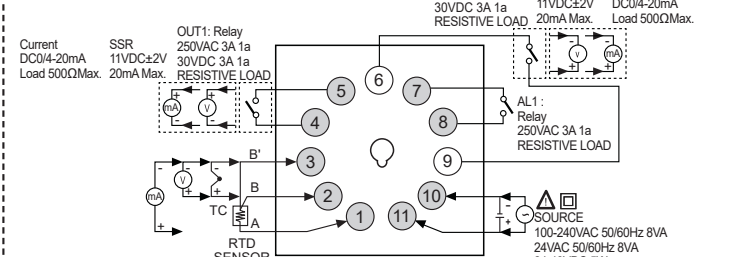 30VDC 3A 1a
RESISTIVE LOAD
11VDC±2V
20mA Max.
DC0/4-20mA
Load 500ΩMax.
Current
DC0/4-20mA
Load 500ΩMax.
SSR
11VDC±2V
20mA Max.
OUT1: Relay
250VAC 3A 1a
30VDC 3A 1a
RESISTIVE LOAD
+ +
mA V
- -
- +
V mA
+ -
5
6
7
4
8
AL1 :
Relay
250VAC 3A 1a
RESISTIVE LOAD
3
9
2
10
1
11
B'
B
A
- - -
mA V
+ + +
TC
RTD
SENSOR
- +
SOURCE
100-240VAC 50/60Hz 8VA
24VAC 50/60Hz 8VA